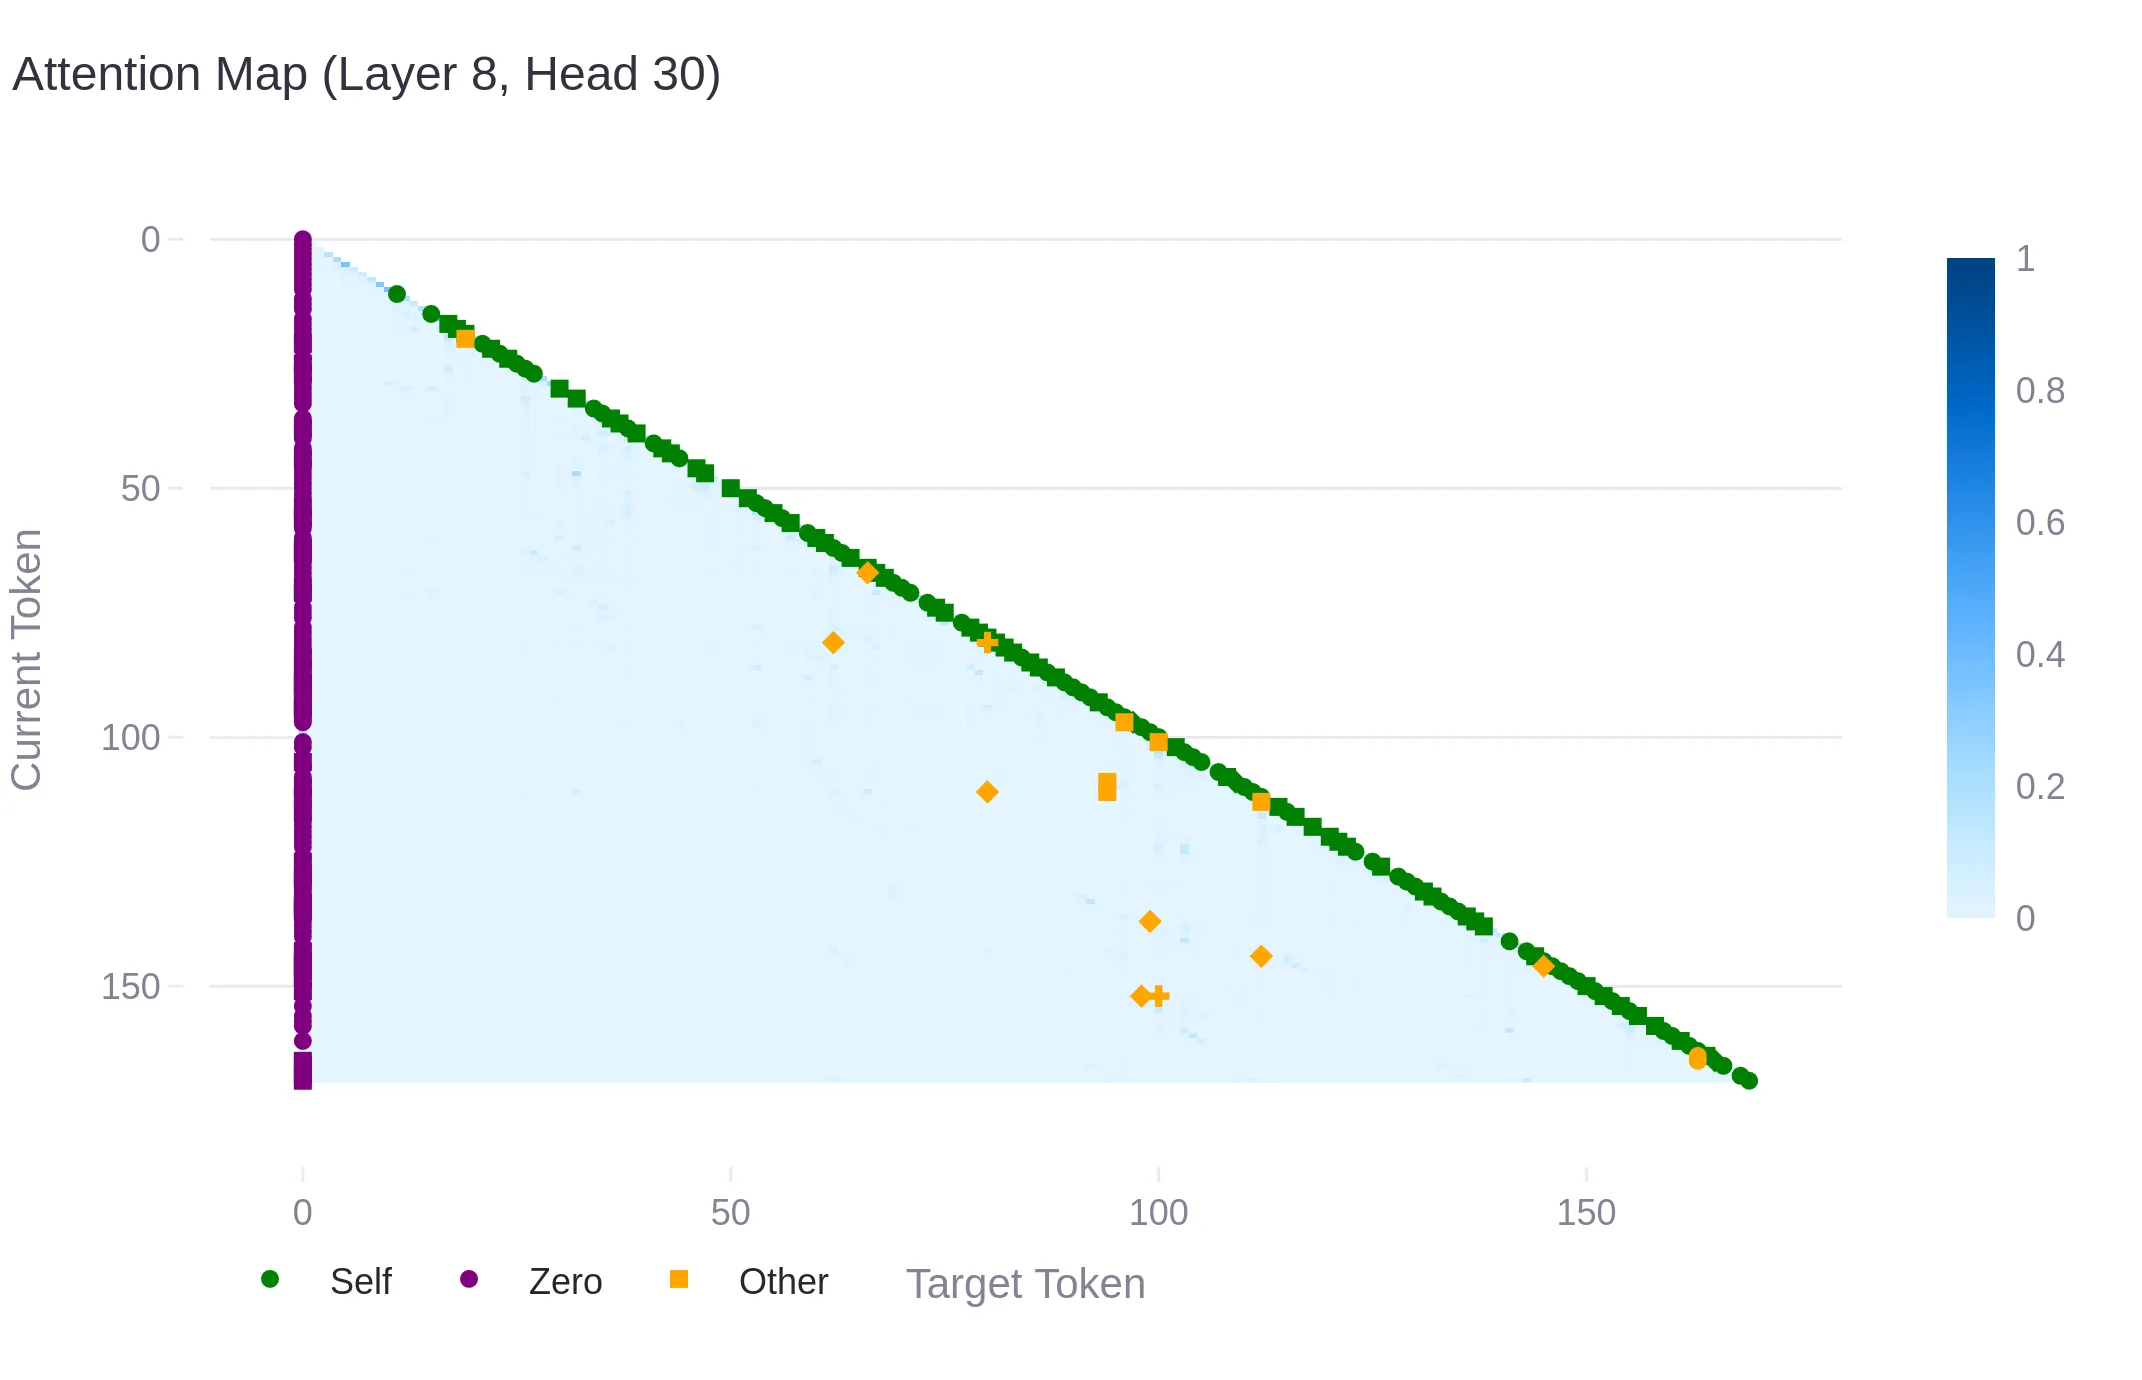 Attention Map (Layer 8, Head 30)
0
50
100
150
Current Token
0
50
100
150
Target Token
Self
Zero
Other
1
0.8
0.6
0.4
0.2
0